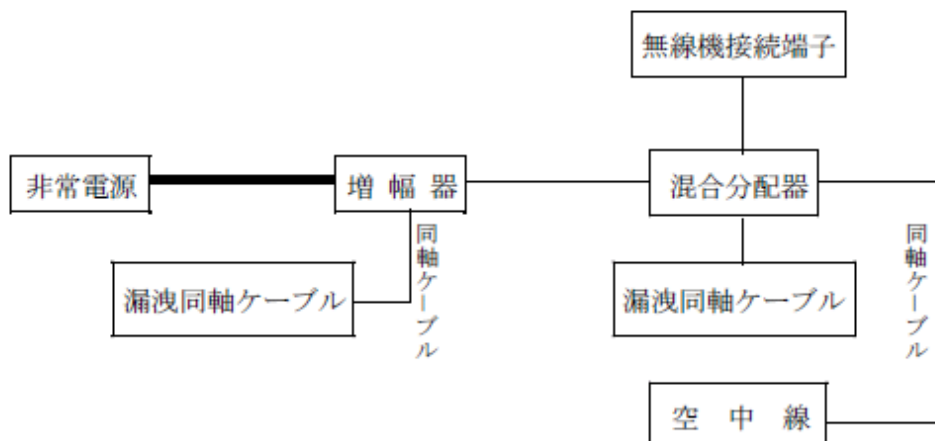 無線機接続端子
非常電源
増幅器
混合分配器
同軸ケーブル
同軸ケーブル
漏洩同軸ケーブル
漏洩同軸ケーブル
空中線